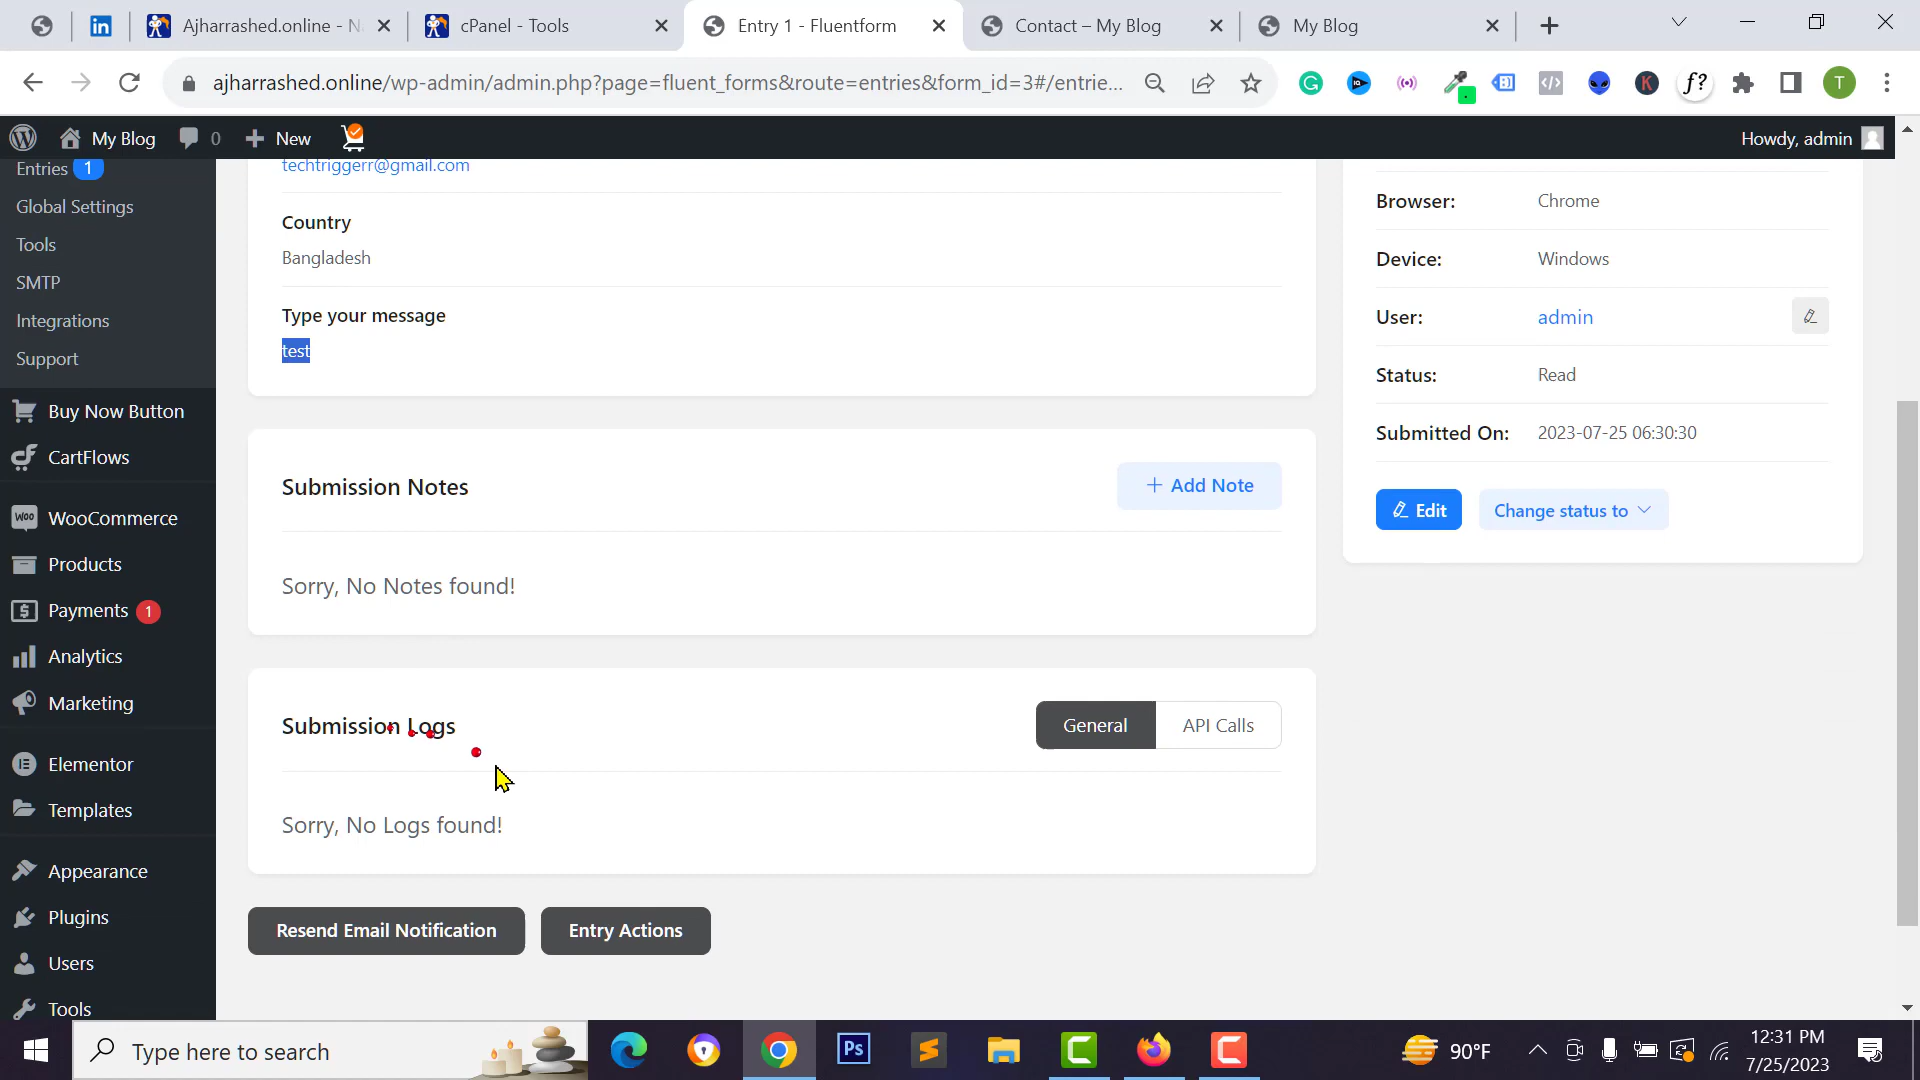 Ajharrashed.online - N
cPanel - Tools
Entry 1 - Fluentform
Contact – My Blog
My Blog
ajharrashed.online/wp-admin/admin.php?page=fluent_forms&route=entries&form_id=3#/entrie...
T
My Blog
0
New
Howdy, admin
Entries 1
Global Settings
Tools
SMTP
Integrations
Support
Buy Now Button
CartFlows
WooCommerce
Products
Payments 1
Analytics
Marketing
Elementor
Templates
Appearance
Plugins
Users
Tools
techtriggerr@gmail.com
Country
Bangladesh
Type your message
test
Submission Notes
+ Add Note
Sorry, No Notes found!
Submission Logs
General
API Calls
Sorry, No Logs found!
Resend Email Notification
Entry Actions
Browser: Chrome
Device: Windows
User: admin
Status: Read
Submitted On: 2023-07-25 06:30:30
Edit
Change status to
Type here to search
Ps
90°F
12:31 PM
7/25/2023